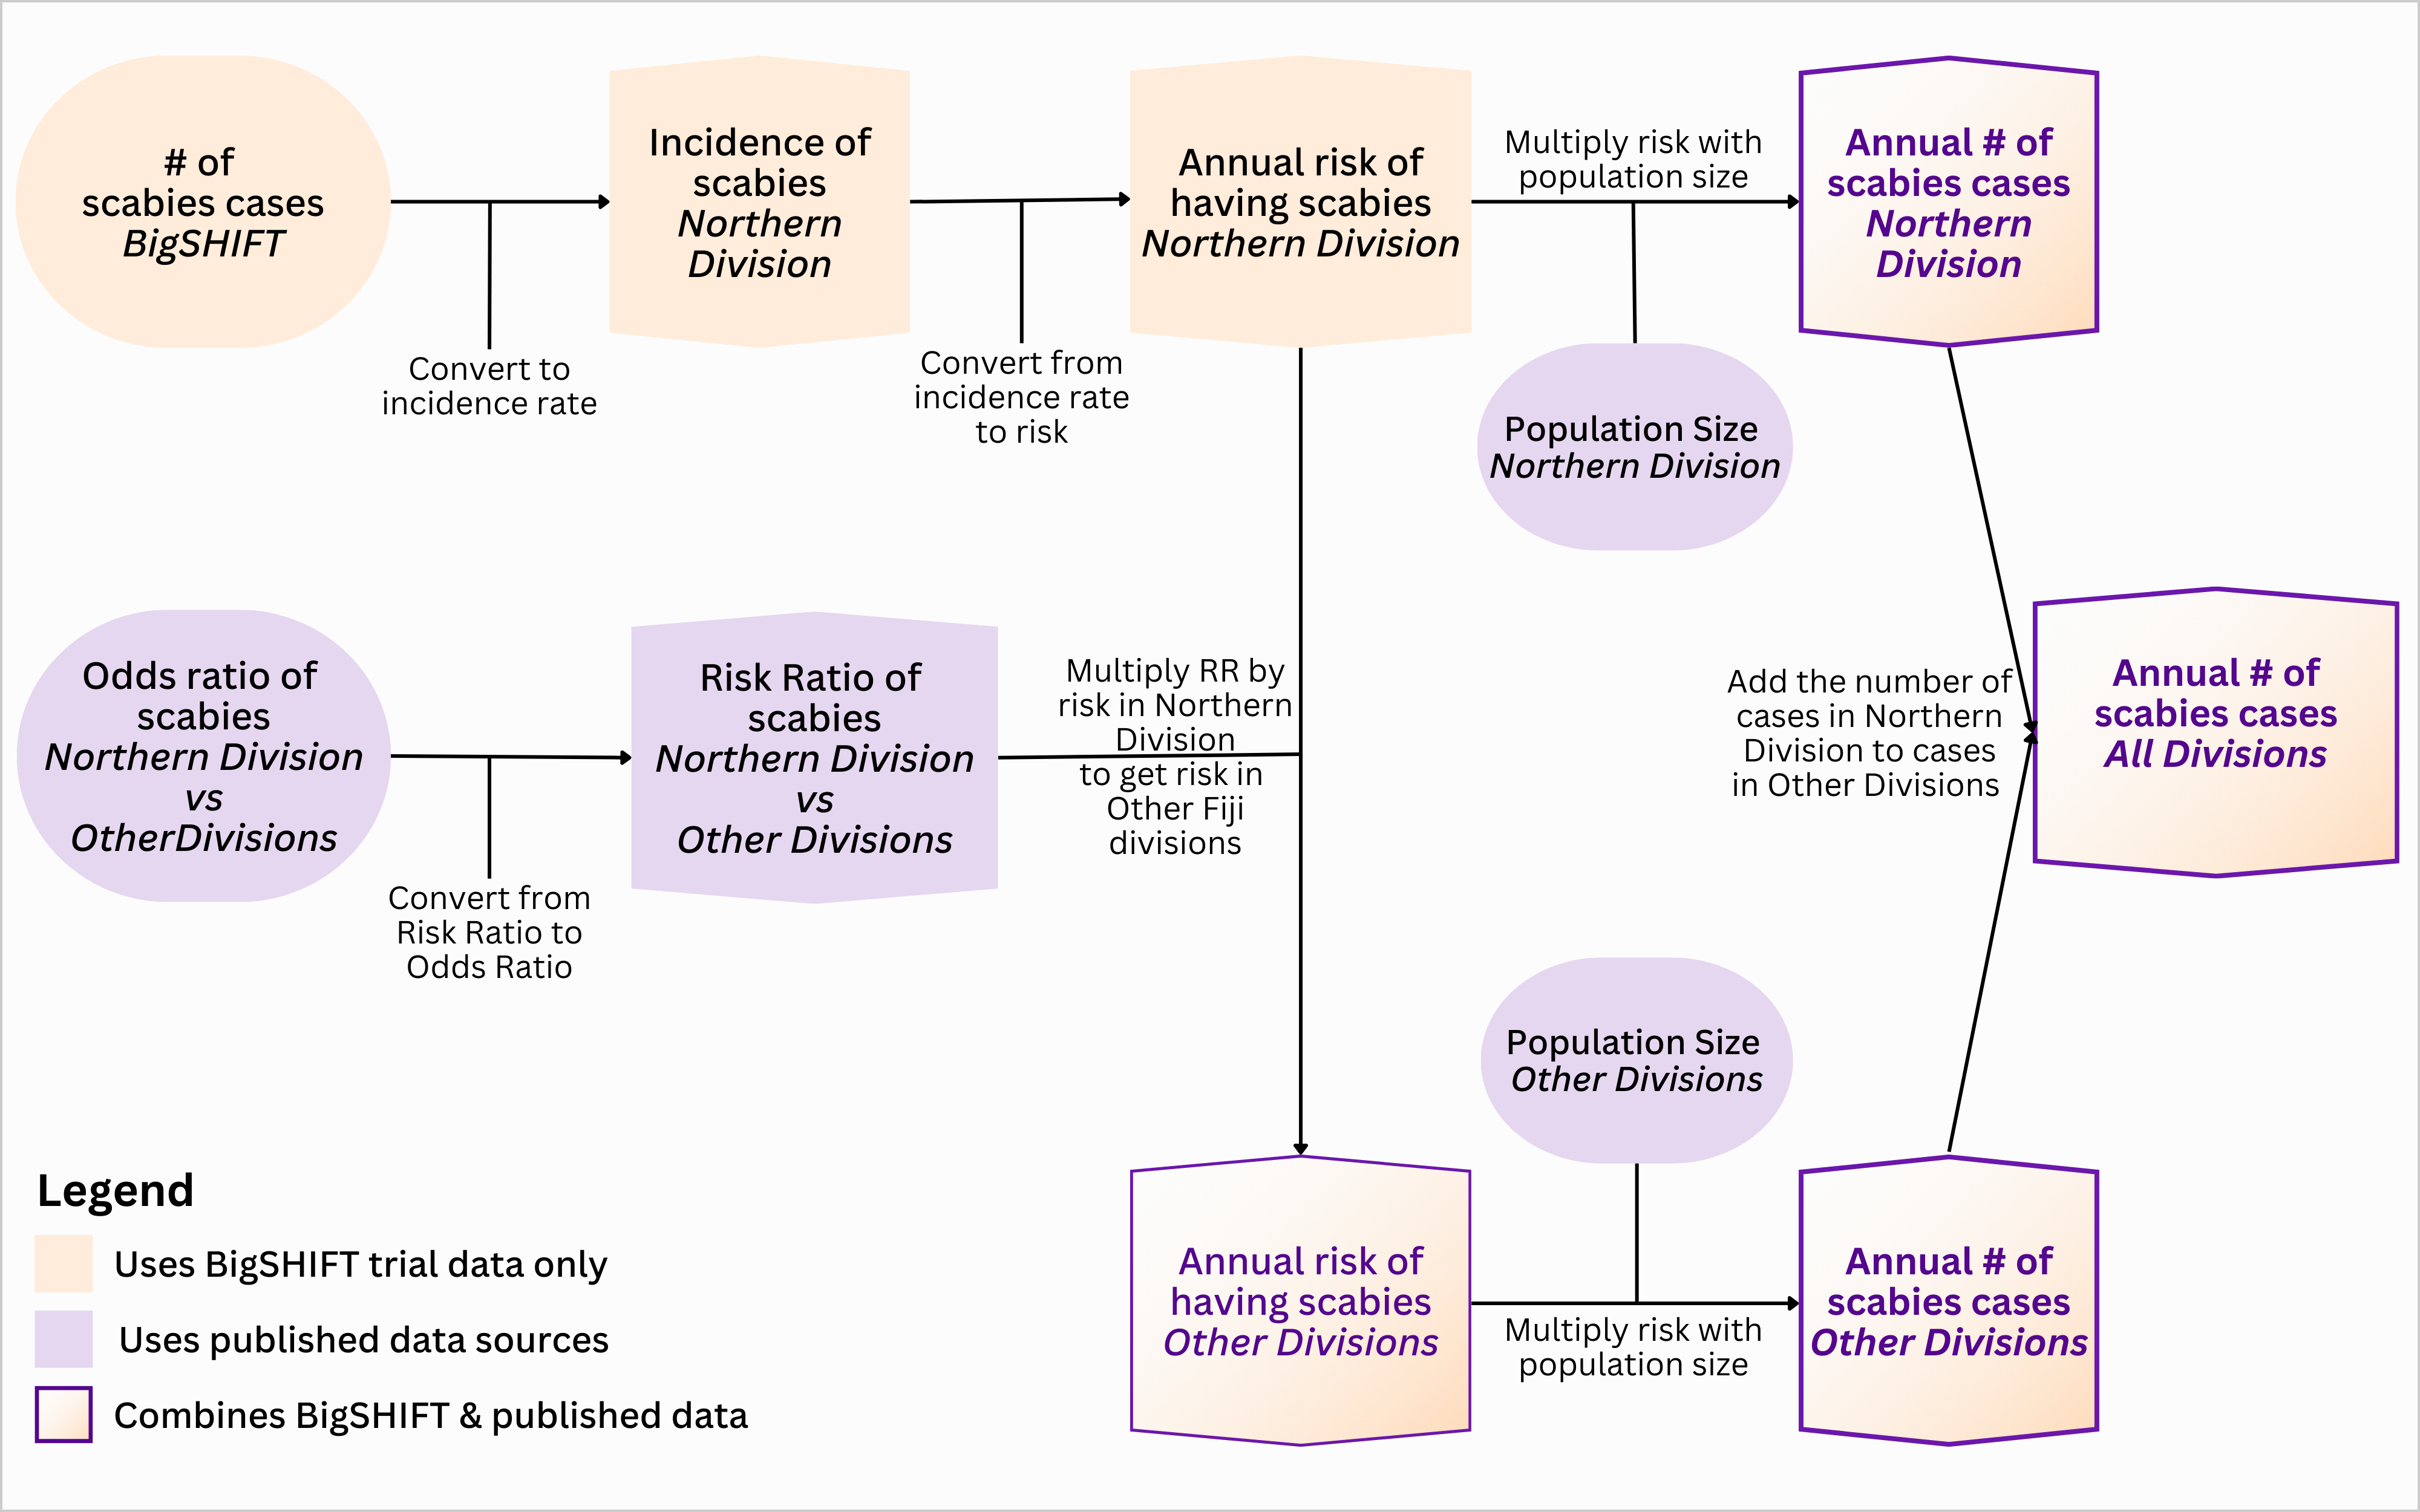 # of
scabies cases
BigSHIFT
Convert to
incidence rate
Incidence of
scabies
Northern
Division
Convert from
incidence rate
to risk
Annual risk of
having scabies
Northern Division
Multiply risk with
population size
Population Size
Northern Division
Annual # of
scabies cases
Northern
Division
Odds ratio of
scabies
Northern Division
vs
OtherDivisions
Convert from
Risk Ratio to
Odds Ratio
Risk Ratio of
scabies
Northern Division
vs
Other Divisions
Multiply RR by
risk in Northern
Division
to get risk in
Other Fiji
divisions
Add the number of
cases in Northern
Division to cases
in Other Divisions
Annual # of
scabies cases
All Divisions
Population Size
Other Divisions
Annual risk of
having scabies
Other Divisions
Multiply risk with
population size
Annual # of
scabies cases
Other Divisions
Legend
Uses BigSHIFT trial data only
Uses published data sources
Combines BigSHIFT & published data